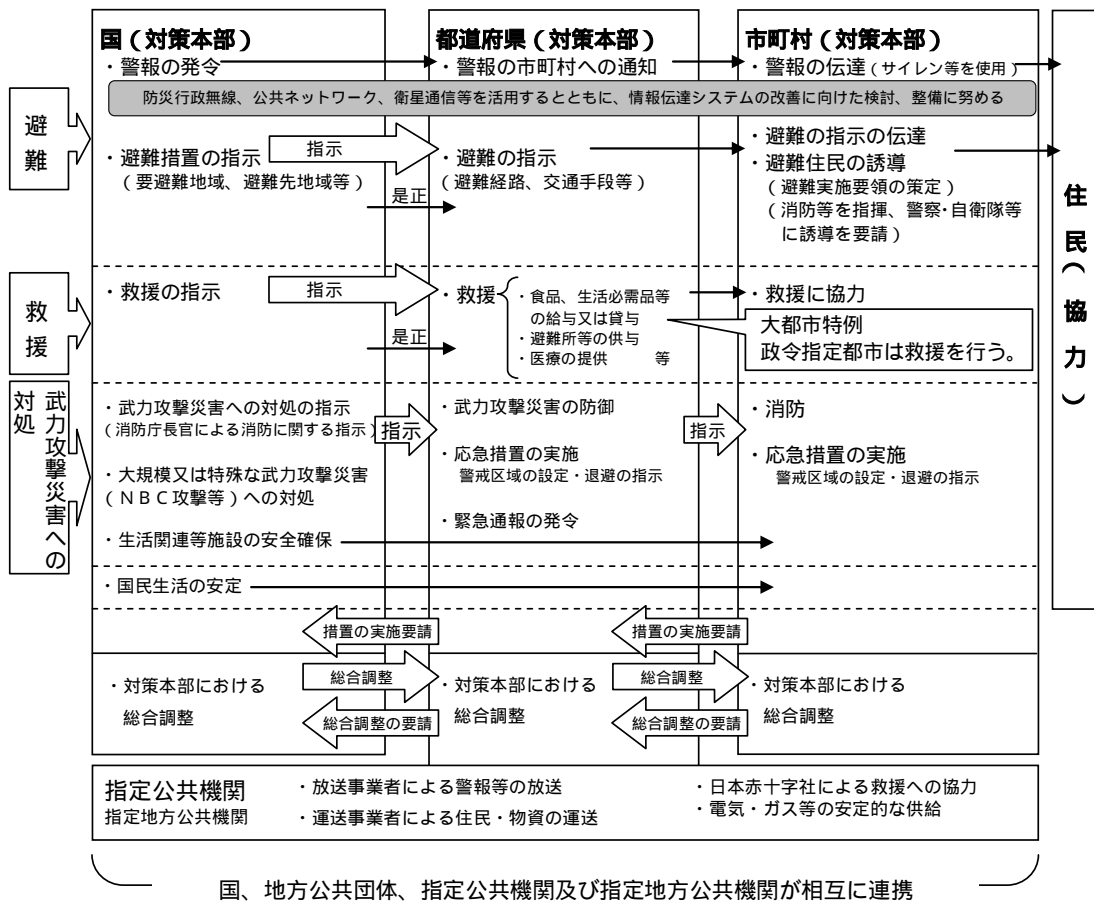 国（対策本部）
都道府県（対策本部）
市町村（対策本部）
・警報の発令
・警報の市町村への通知
・警報の伝達（サイレン等を使用）
防災行政無線、公共ネットワーク、衛星通信等を活用するとともに、情報伝達システムの改善に向けた検討、整備に努める
避難
・避難措置の指示
（要避難地域、避難先地域等）
指示
是正
・避難の指示
（避難経路、交通手段等）
・避難の指示の伝達
・避難住民の誘導
（避難実施要領の策定）
（消防等を指揮、警察・自衛隊等
に誘導を要請）
救援
・救援の指示
指示
是正
・救援
・食品、生活必需品等
の給与又は貸与
・避難所等の供与
・医療の提供　　等
・救援に協力
大都市特例
政令指定都市は救援を行う。
武力攻撃災害への
対処
・武力攻撃災害への対処の指示
（消防庁長官による消防に関する指示）
・大規模又は特殊な武力攻撃災害
（ＮＢＣ攻撃等）への対処
・生活関連等施設の安全確保
指示
・武力攻撃災害の防御
・応急措置の実施
警戒区域の設定・退避の指示
・緊急通報の発令
指示
・消防
・応急措置の実施
警戒区域の設定・退避の指示
・国民生活の安定
措置の実施要請
措置の実施要請
・対策本部における
総合調整
総合調整
総合調整の要請
・対策本部における
総合調整
総合調整
総合調整の要請
・対策本部における
総合調整
住民（協力）
指定公共機関
指定地方公共機関
・放送事業者による警報等の放送
・運送事業者による住民・物資の運送
・日本赤十字社による救援への協力
・電気・ガス等の安定的な供給
国、地方公共団体、指定公共機関及び指定地方公共機関が相互に連携